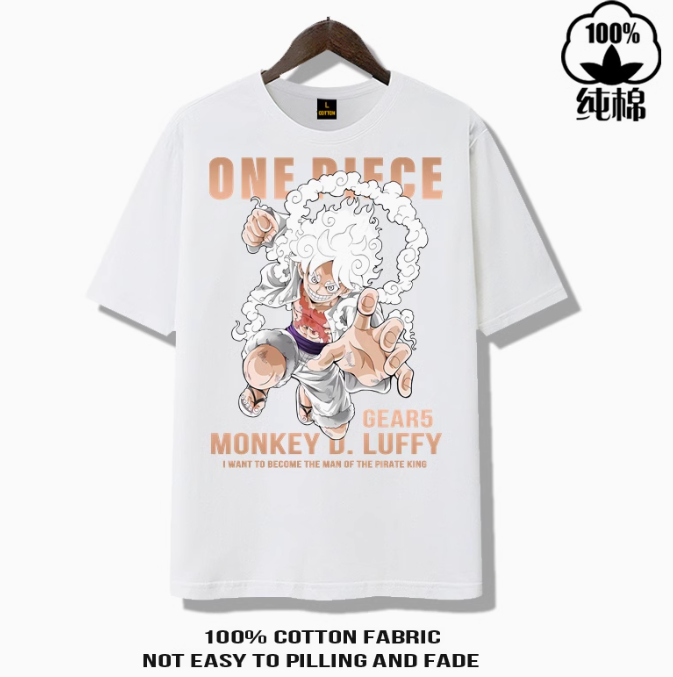 100%
纯棉
L
COTTON
ONE PIECE
GEAR5
MONKEY D. LUFFY
I WANT TO BECOME THE MAN OF THE PIRATE KING
100% COTTON FABRIC
NOT EASY TO PILLING AND FADE